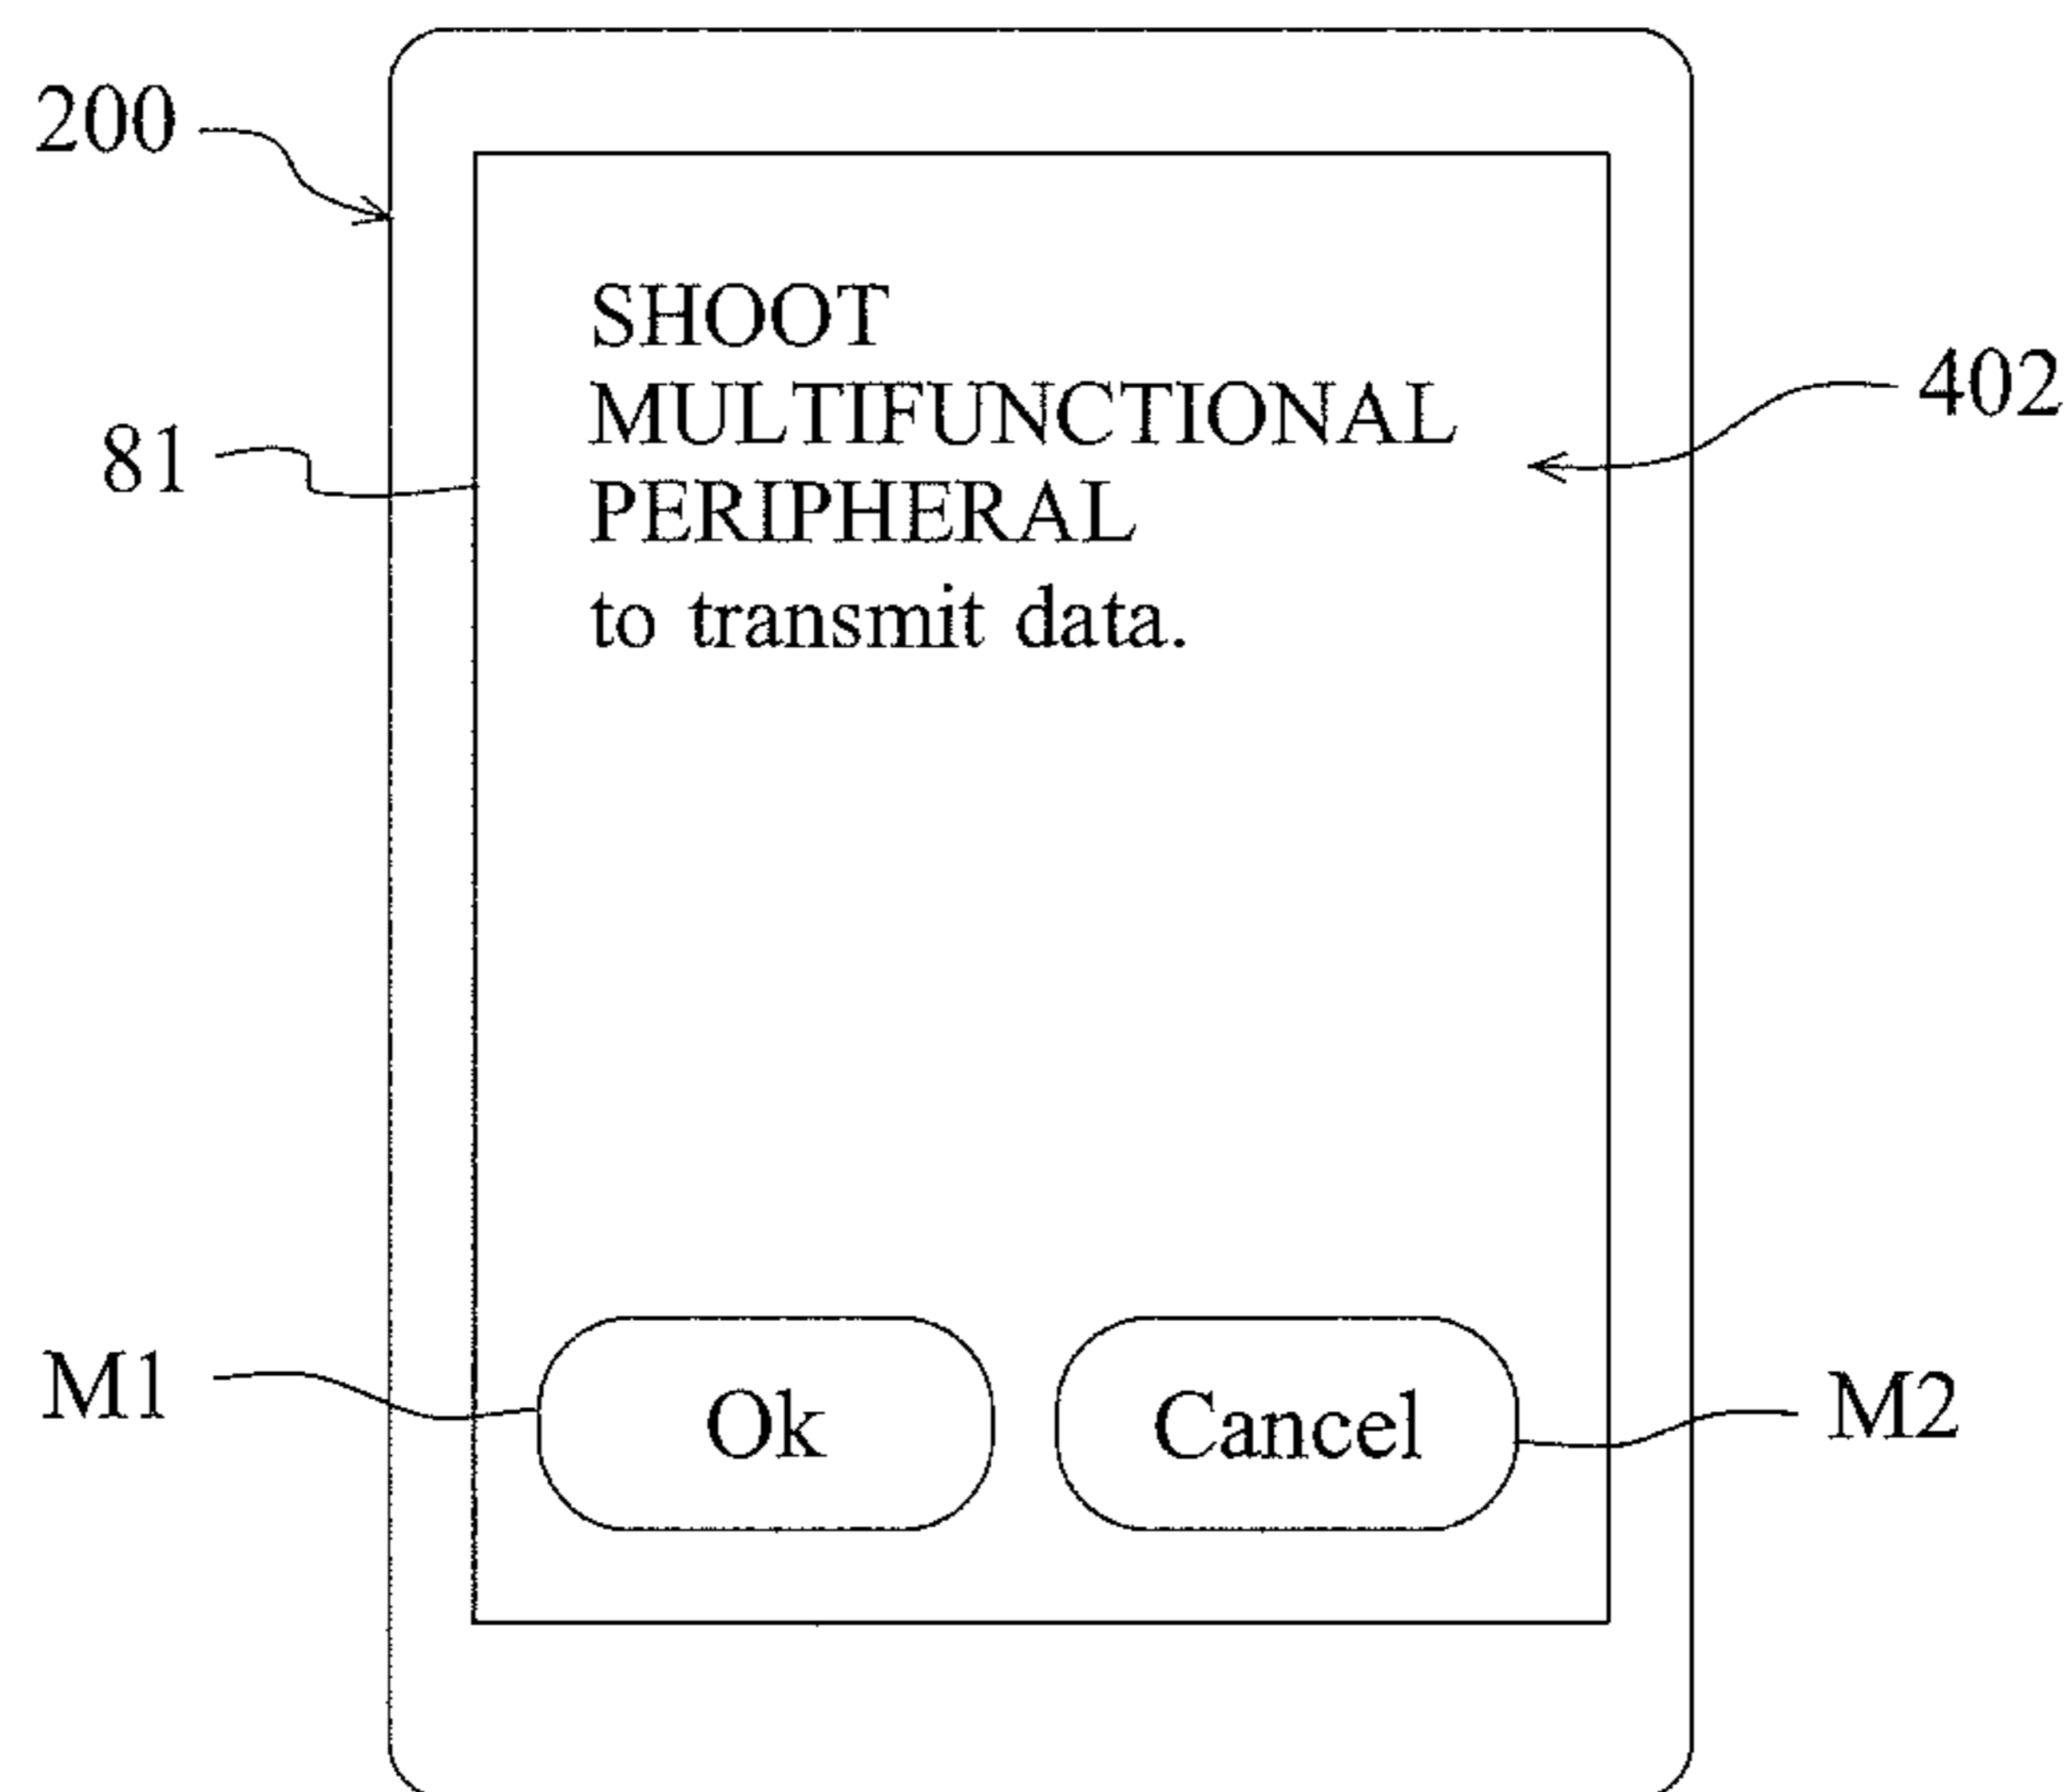 200
SHOOT
MULTIFUNCTIONAL
402
81
PERIPHERAL
to transmit data.
M1
Ok
Cancel
M2